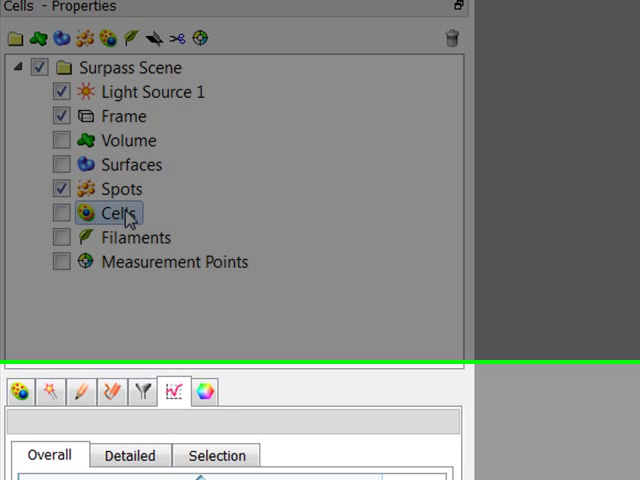 Cells - Properties
Surpass Scene
Light Source 1
Frame
Volume
Surfaces
Spots
Cells
Filaments
Measurement Points
Overall Detailed Selection